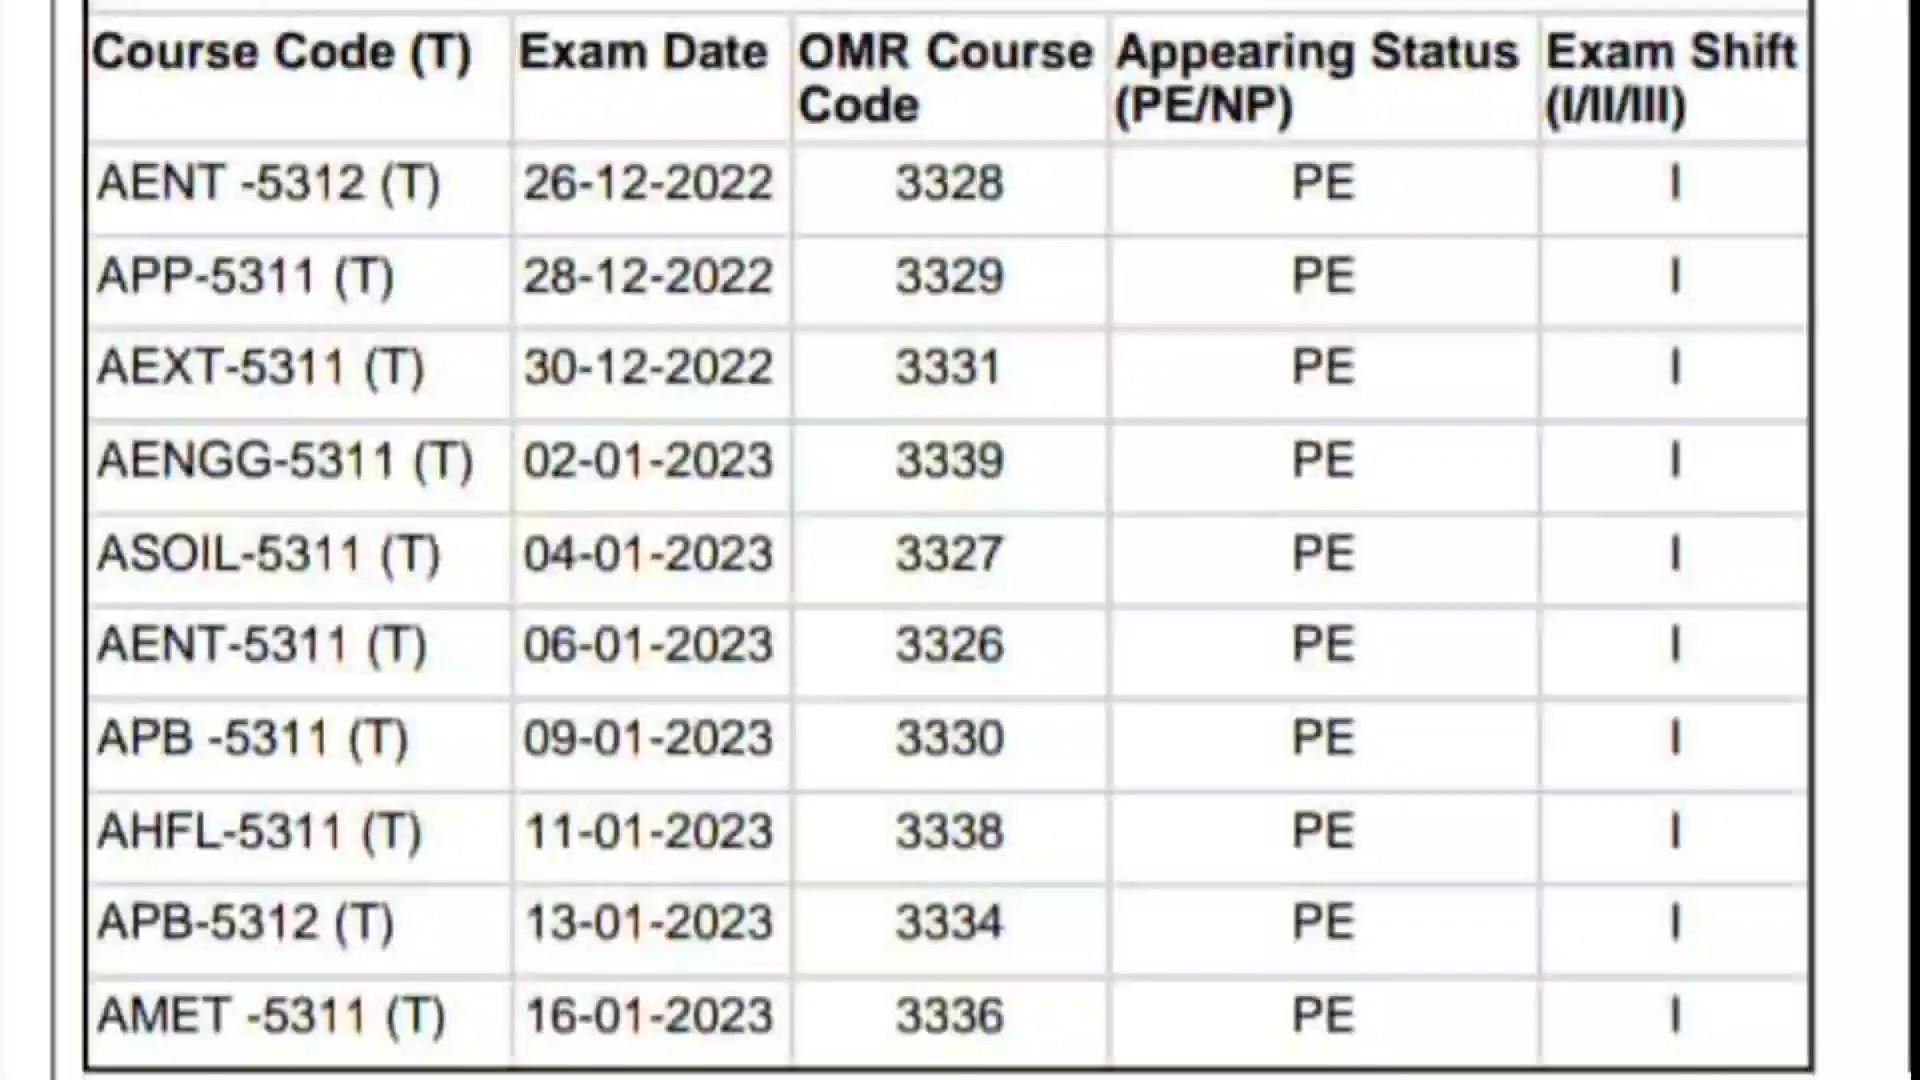 Course Code (T) Exam Date OMR Course Code Appearing Status (PE/NP) Exam Shift (I/II/III)
AENT -5312 (T) 26-12-2022 3328 PE I
APP-5311 (T) 28-12-2022 3329 PE I
AEXT-5311 (T) 30-12-2022 3331 PE I
AENGG-5311 (T) 02-01-2023 3339 PE I
ASOIL-5311 (T) 04-01-2023 3327 PE I
AENT-5311 (T) 06-01-2023 3326 PE I
APB -5311 (T) 09-01-2023 3330 PE I
AHFL-5311 (T) 11-01-2023 3338 PE I
APB-5312 (T) 13-01-2023 3334 PE I
AMET -5311 (T) 16-01-2023 3336 PE I